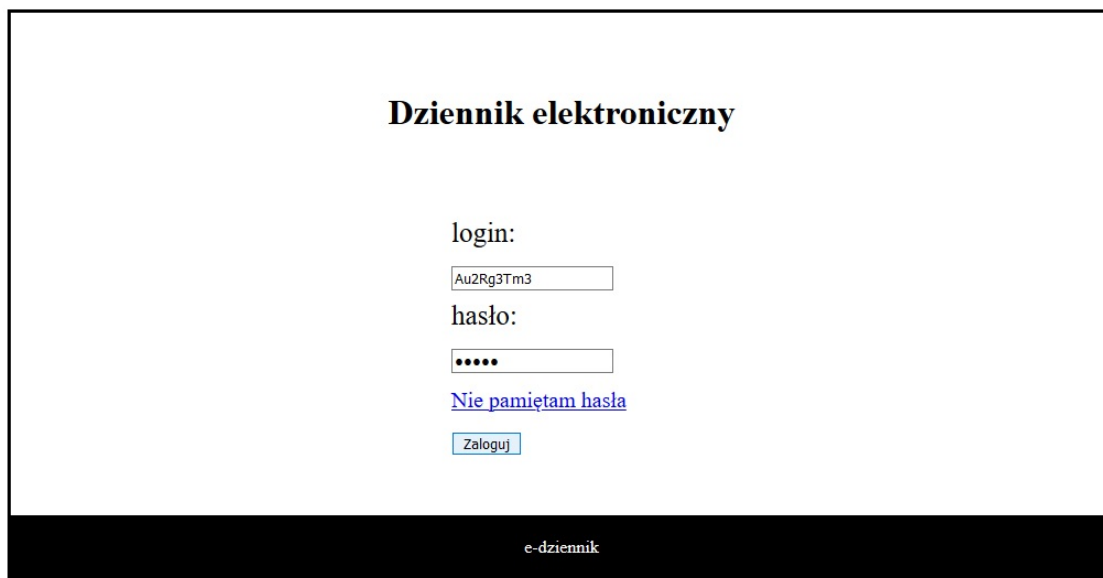 Dziennik elektroniczny
login:
Au2Rg3Tm3
hasło:
•••••
Nie pamiętam hasła
Zaloguj
e-dziennik